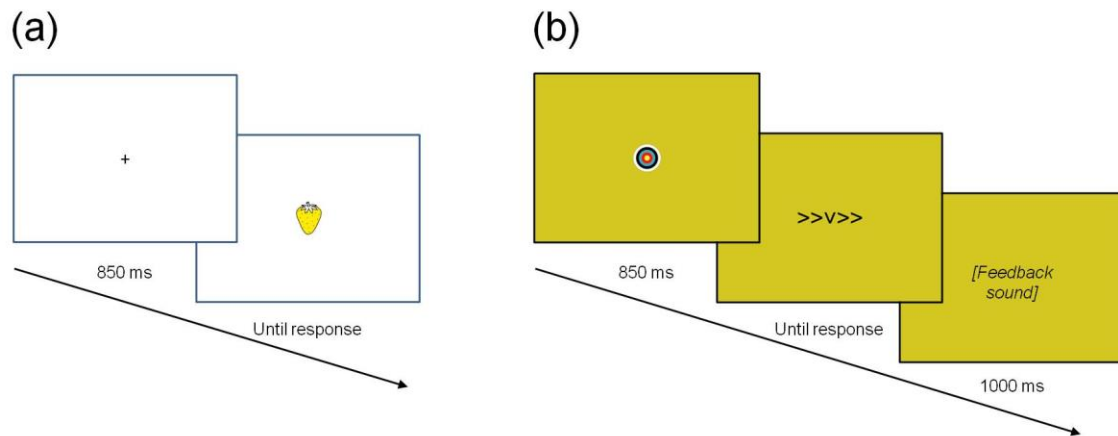 (a)
+
850 ms
Until response
(b)
>>v>>
850 ms
[Feedback
sound]
Until response
1000 ms